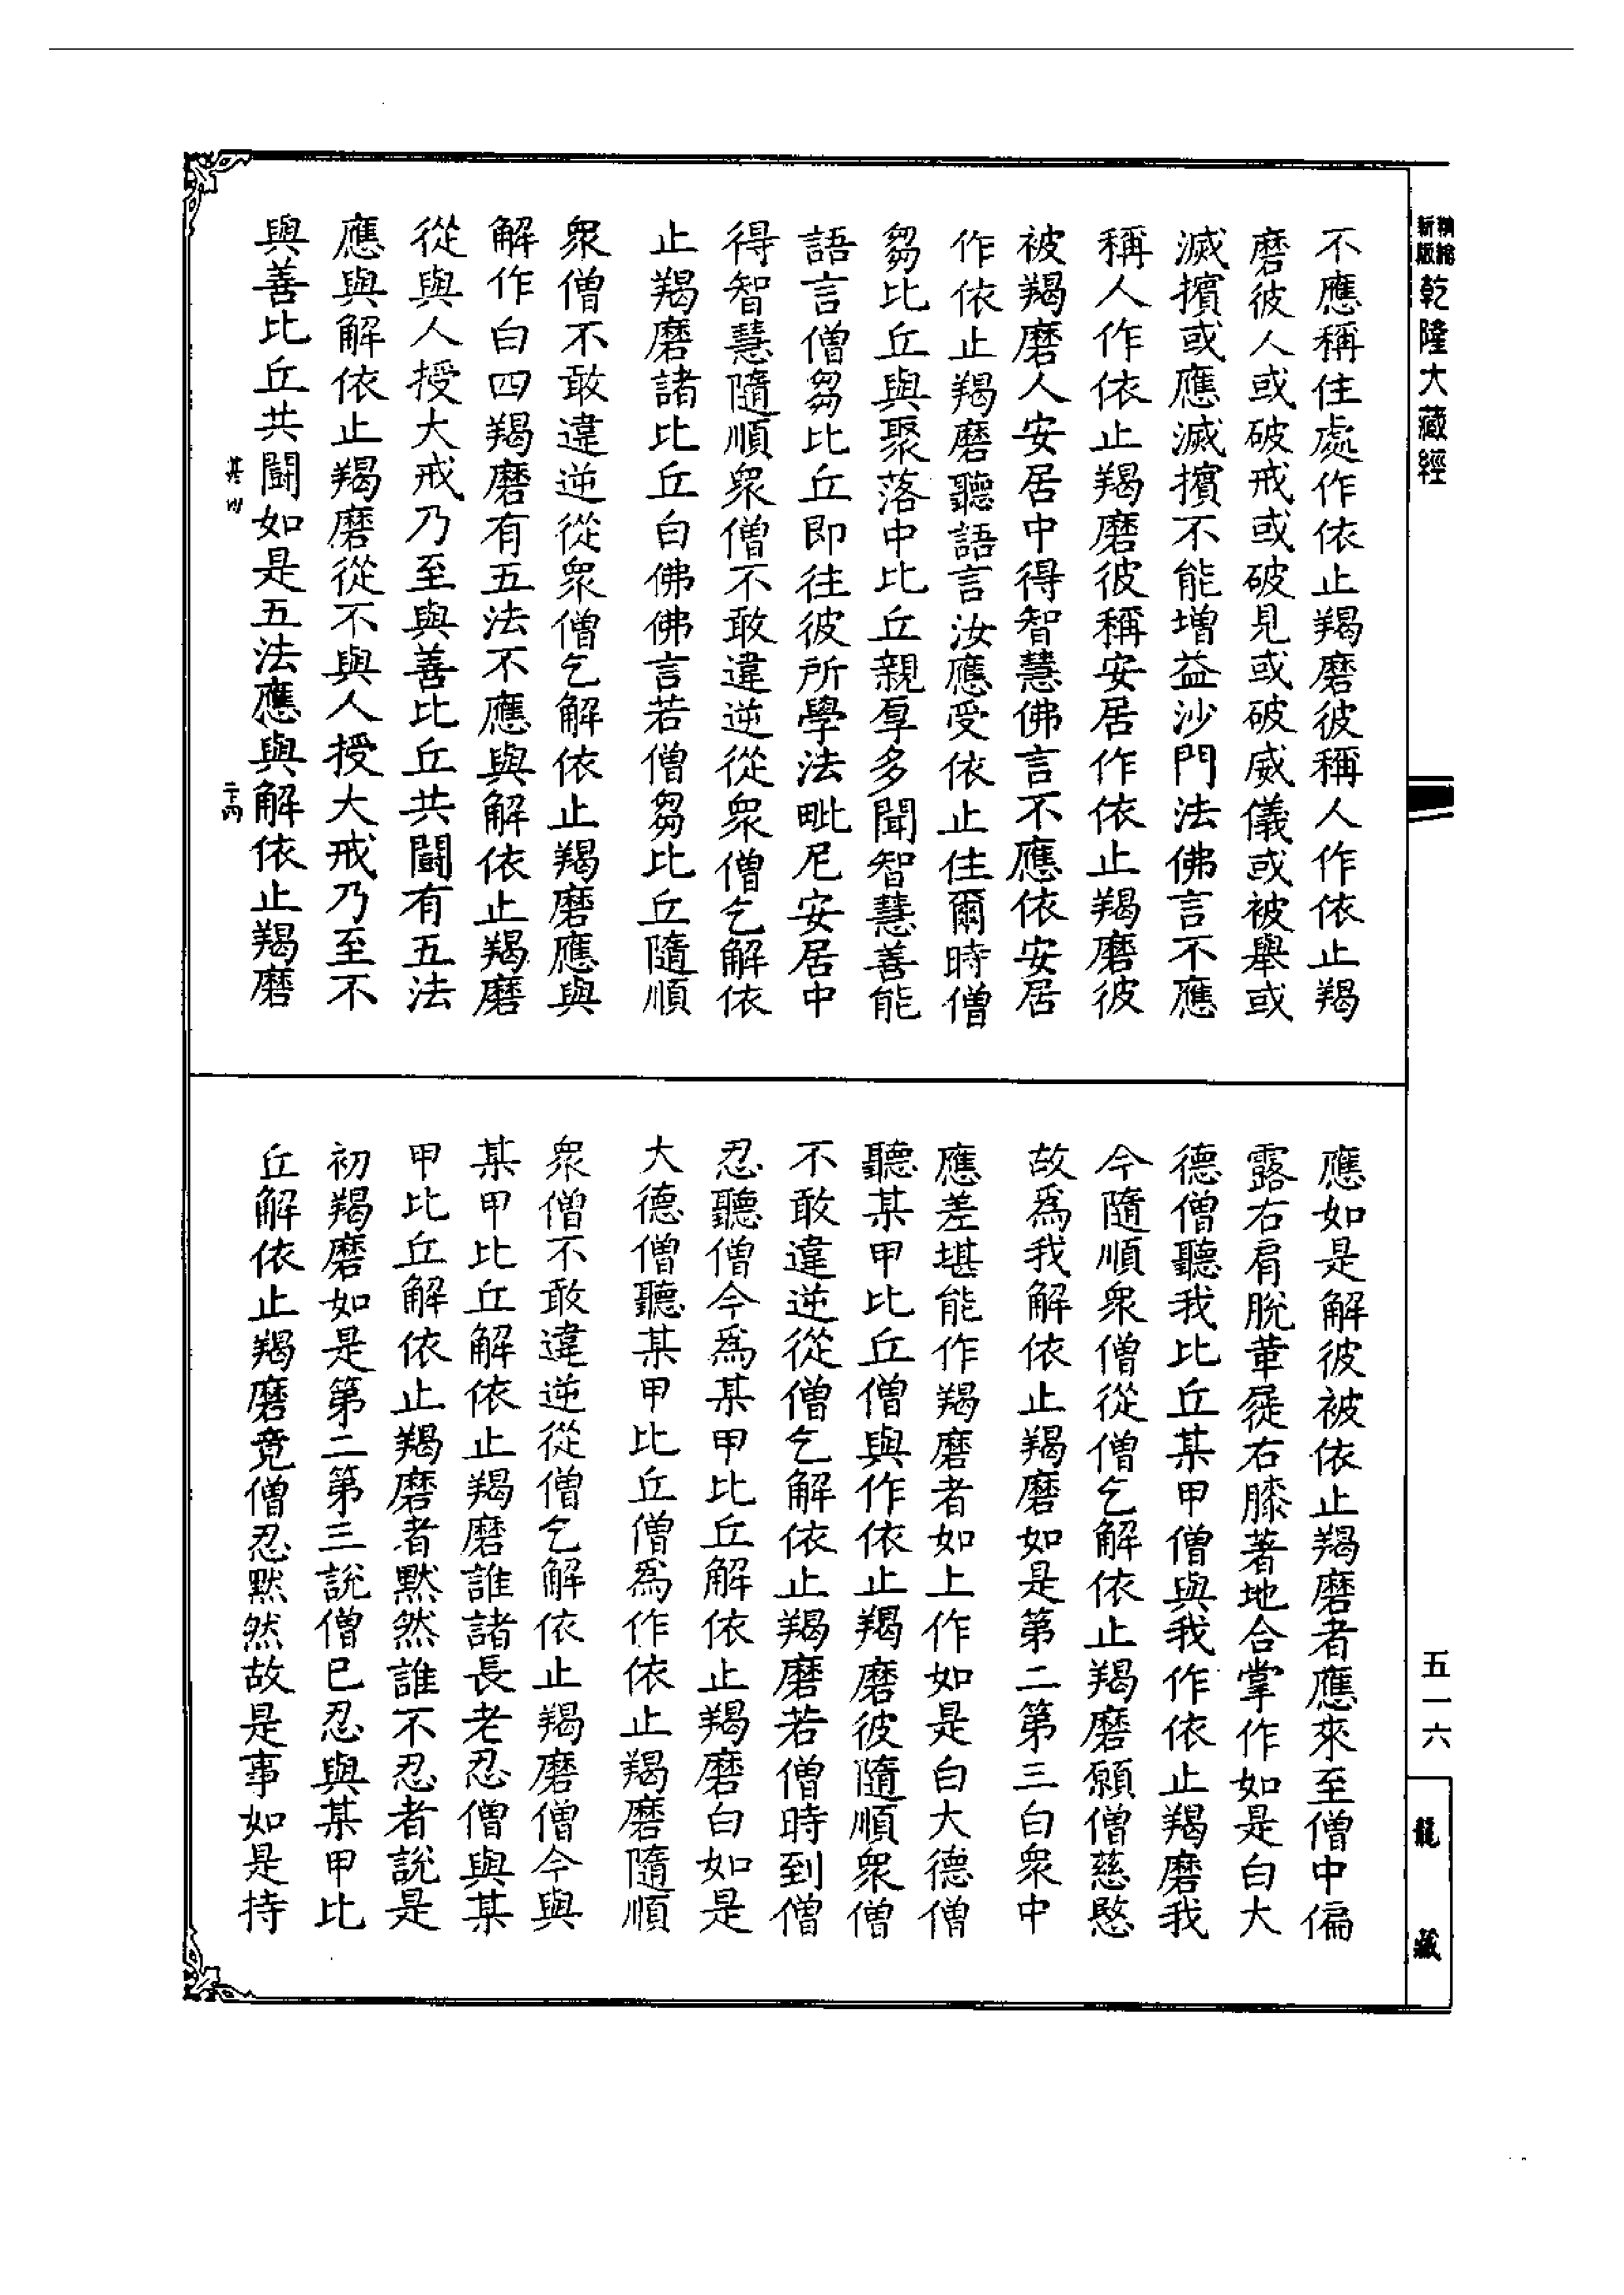 新版
精縮
乾隆大藏經
五一六
龍藏
不應稱住處作依止羯磨彼稱人作依止羯
磨彼人或破戒或破見或破威儀或被舉或
滅擯或應滅擯不能增益沙門法佛言不應
稱人作依止羯磨彼稱安居作依止羯磨彼
被羯磨人安居中得智慧佛言不應依安居
作依止羯磨聽語言汝應受依止住爾時僧
芻比丘與聚落中比丘親厚多聞智慧善能
語言僧芻比丘即往彼所學法毗尼安居中
得智慧隨順眾僧不敢違逆從眾僧乞解依
止羯磨諸比丘白佛佛言若僧芻比丘隨順
眾僧不敢違逆從眾僧乞解依止羯磨應與
解作白四羯磨有五法不應與解依止羯磨
從與人授大戒乃至與善比丘共鬪有五法
應與解依止羯磨從不與人授大戒乃至不
與善比丘共鬪如是五法應與解依止羯磨
應如是解彼被依止羯磨者應來至僧中偏
露右肩脫革屣右膝著地合掌作如是白大
德僧聽我比丘某甲僧與我作依止羯磨我
今隨順眾僧從僧乞解依止羯磨願僧慈愍
故為我解依止羯磨如是第二第三白眾中
應差堪能作羯磨者如上作如是白大德僧
聽某甲比丘僧與作依止羯磨彼隨順眾僧
不敢違逆從僧乞解依止羯磨若僧時到僧
忍聽僧今為某甲比丘解依止羯磨白如是
大德僧聽某甲比丘僧為作依止羯磨隨順
眾僧不敢違逆從僧乞解依止羯磨僧今與
某甲比丘解依止羯磨誰諸長老忍僧與某
甲比丘解依止羯磨者默然誰不忍者說是
初羯磨如是第二第三說僧已忍與某甲比
丘解依止羯磨竟僧忍默然故是事如是持